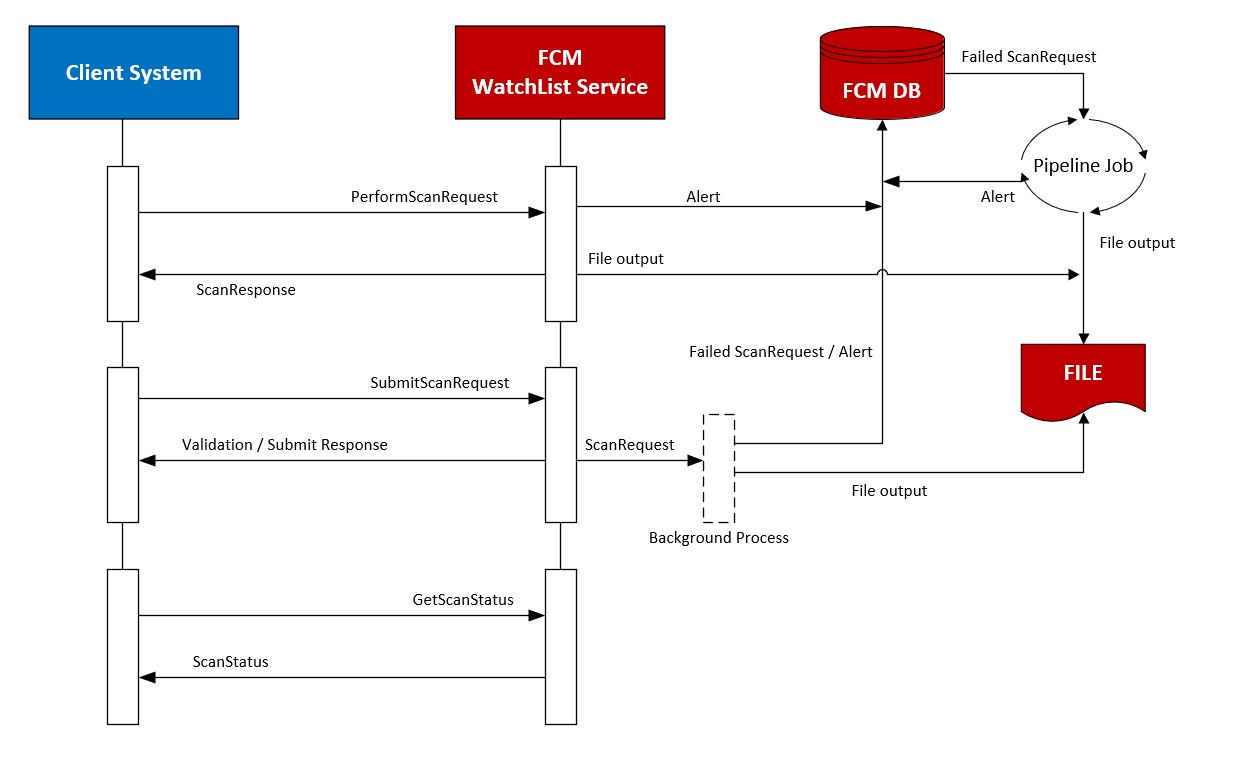 Client System
FCM
WatchList Service
FCM DB
Failed ScanRequest
Pipeline Job
PerformScanRequest
Alert
Alert
File output
File output
ScanResponse
Failed ScanRequest / Alert
FILE
SubmitScanRequest
Validation / Submit Response
ScanRequest
File output
Background Process
GetScanStatus
ScanStatus